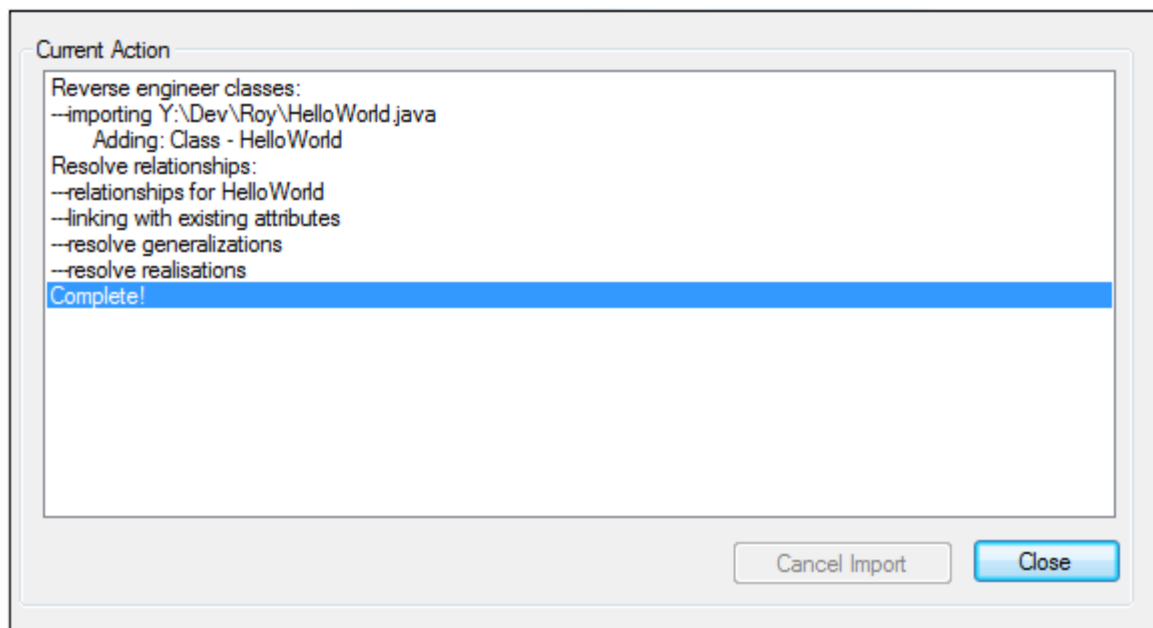 Current Action
Reverse engineer classes:
---importing Y:\Dev\Roy\HelloWorld.java
Adding: Class - HelloWorld
Resolve relationships:
---relationships for HelloWorld
---linking with existing attributes
---resolve generalizations
---resolve realisations
Complete!
Cancel Import
Close